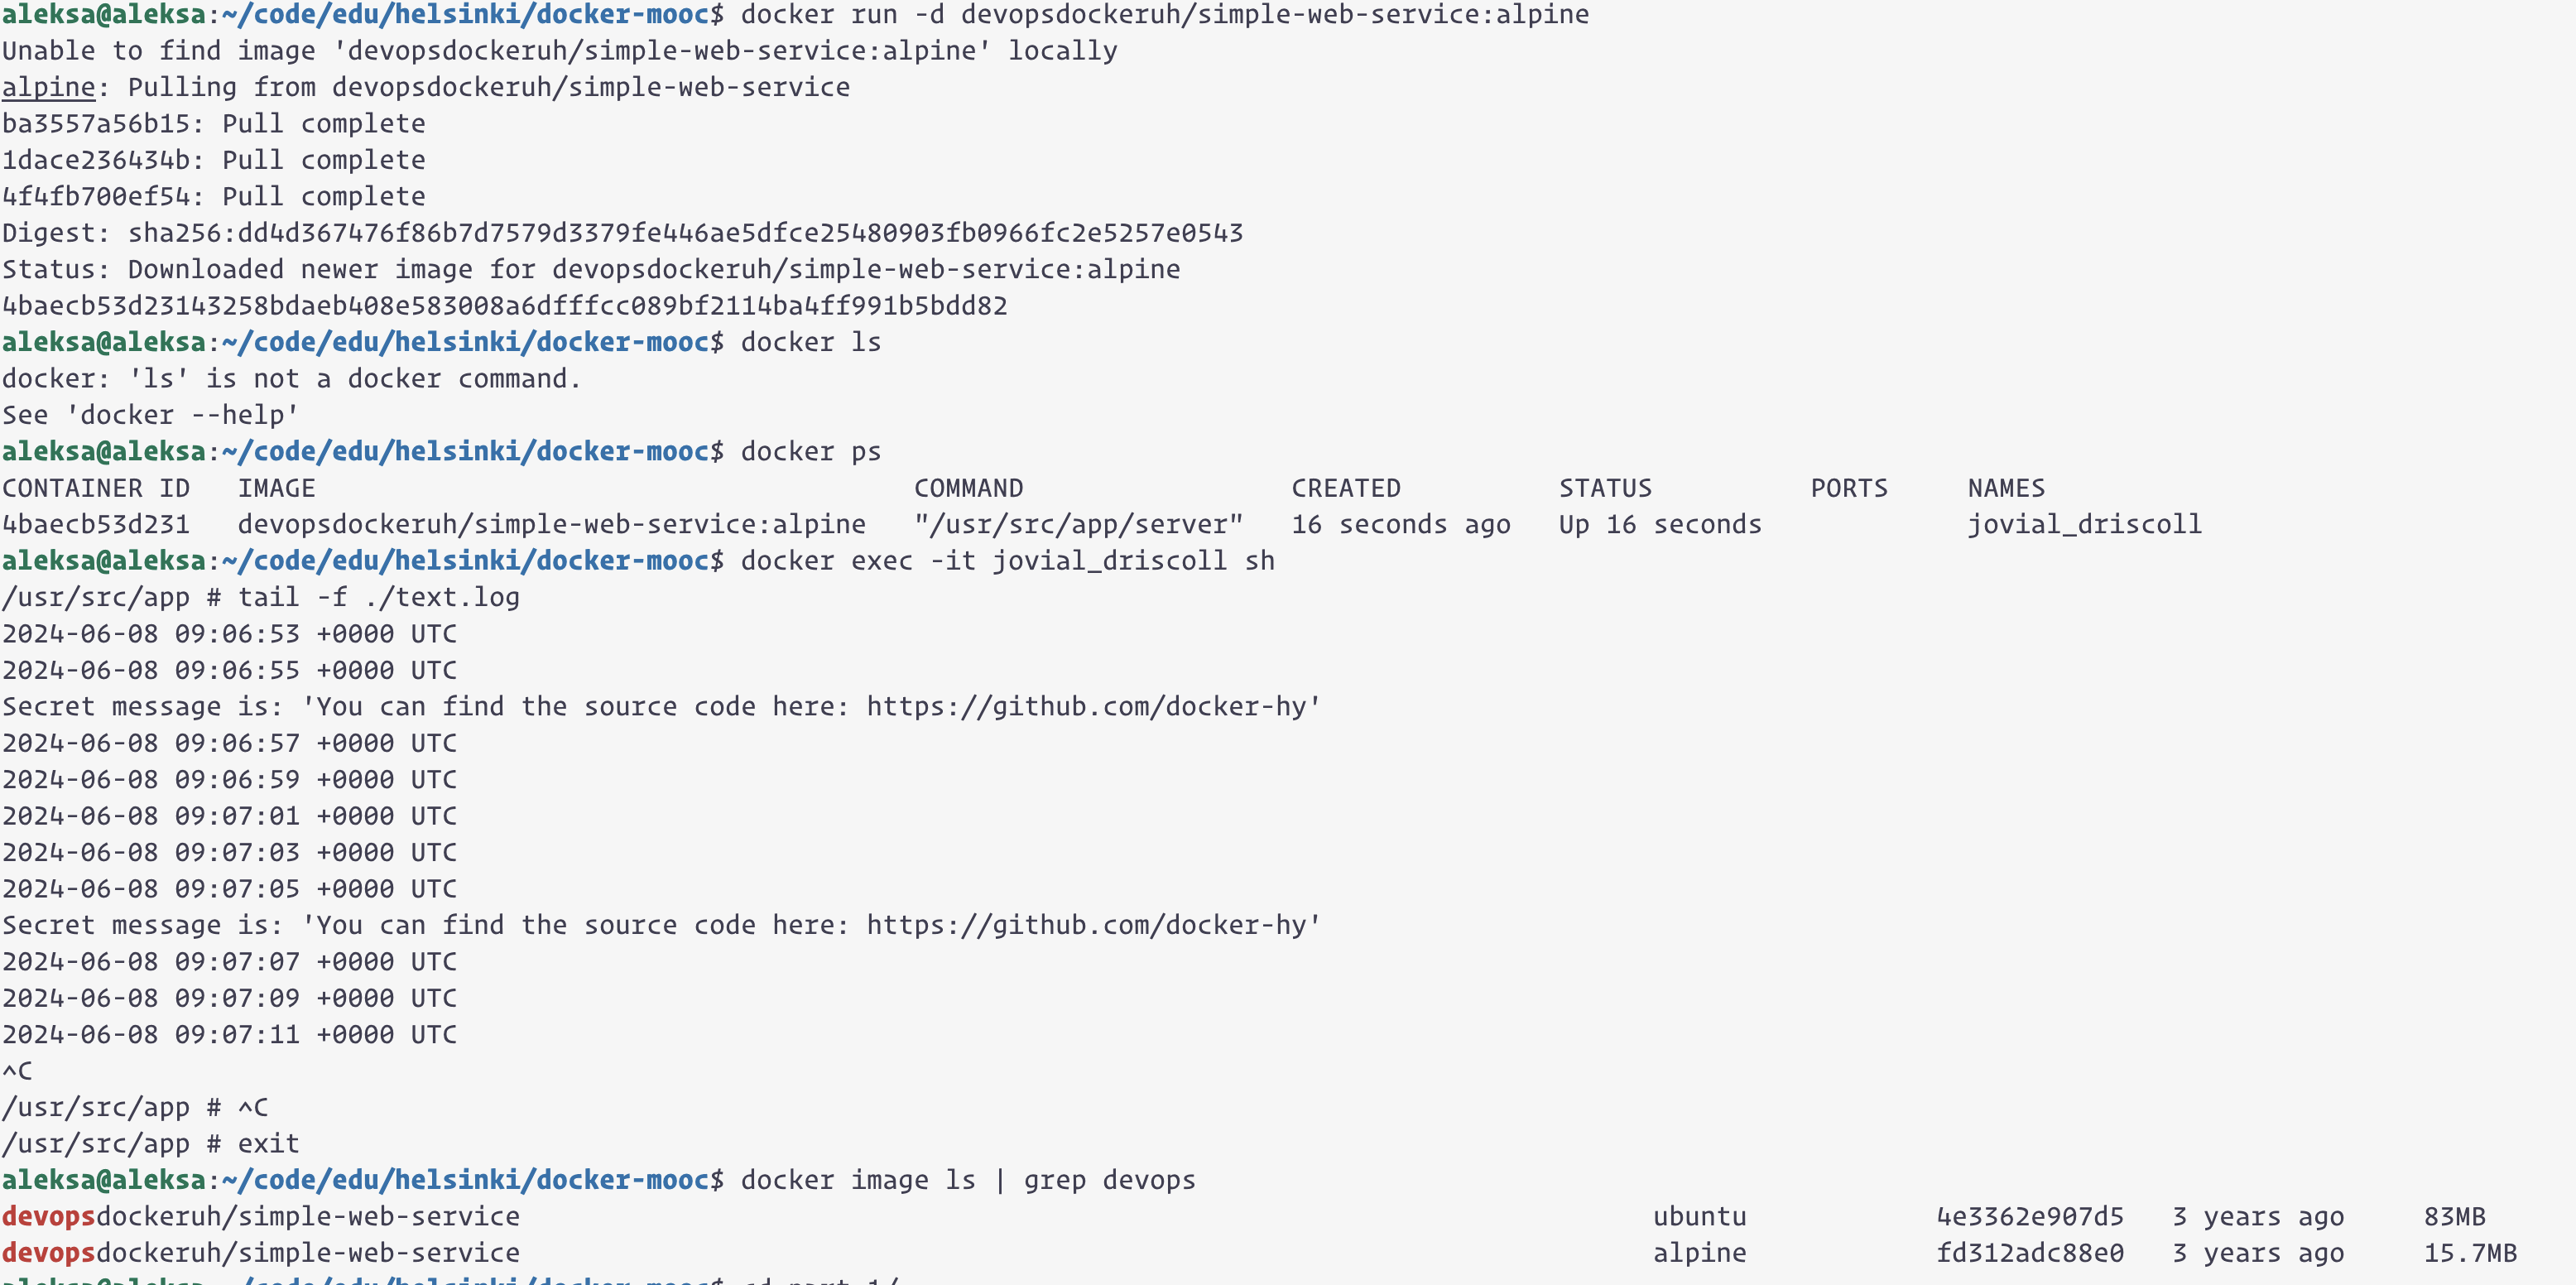 aleksa@aleksa:~/code/edu/helsinki/docker-mooc$ docker run -d devopsdockeruh/simple-web-service:alpine
Unable to find image 'devopsdockeruh/simple-web-service:alpine' locally
alpine: Pulling from devopsdockeruh/simple-web-service
ba3557a56b15: Pull complete
1dace236434b: Pull complete
4f4fb700ef54: Pull complete
Digest: sha256:dd4d367476f86b7d7579d3379fe446ae5dfce25480903fb0966fc2e5257e0543
Status: Downloaded newer image for devopsdockeruh/simple-web-service:alpine
4baecb53d23143258bdaeb408e583008a6dfffcc089bf2114ba4ff991b5bdd82
aleksa@aleksa:~/code/edu/helsinki/docker-mooc$ docker ls
docker: 'ls' is not a docker command.
See 'docker --help'
aleksa@aleksa:~/code/edu/helsinki/docker-mooc$ docker ps
CONTAINER ID   IMAGE                                      COMMAND                 CREATED          STATUS          PORTS     NAMES
4baecb53d231   devopsdockeruh/simple-web-service:alpine   "/usr/src/app/server"   16 seconds ago   Up 16 seconds             jovial_driscoll
aleksa@aleksa:~/code/edu/helsinki/docker-mooc$ docker exec -it jovial_driscoll sh
/usr/src/app # tail -f ./text.log
2024-06-08 09:06:53 +0000 UTC
2024-06-08 09:06:55 +0000 UTC
Secret message is: 'You can find the source code here: https://github.com/docker-hy'
2024-06-08 09:06:57 +0000 UTC
2024-06-08 09:06:59 +0000 UTC
2024-06-08 09:07:01 +0000 UTC
2024-06-08 09:07:03 +0000 UTC
2024-06-08 09:07:05 +0000 UTC
Secret message is: 'You can find the source code here: https://github.com/docker-hy'
2024-06-08 09:07:07 +0000 UTC
2024-06-08 09:07:09 +0000 UTC
2024-06-08 09:07:11 +0000 UTC
^C
/usr/src/app # ^C
/usr/src/app # exit
aleksa@aleksa:~/code/edu/helsinki/docker-mooc$ docker image ls | grep devops
devopsdockeruh/simple-web-service                                                                        ubuntu            4e3362e907d5   3 years ago     83MB
devopsdockeruh/simple-web-service                                                                        alpine            fd312adc88e0   3 years ago     15.7MB
aleksa@aleksa:~/code/edu/helsinki/docker-mooc$